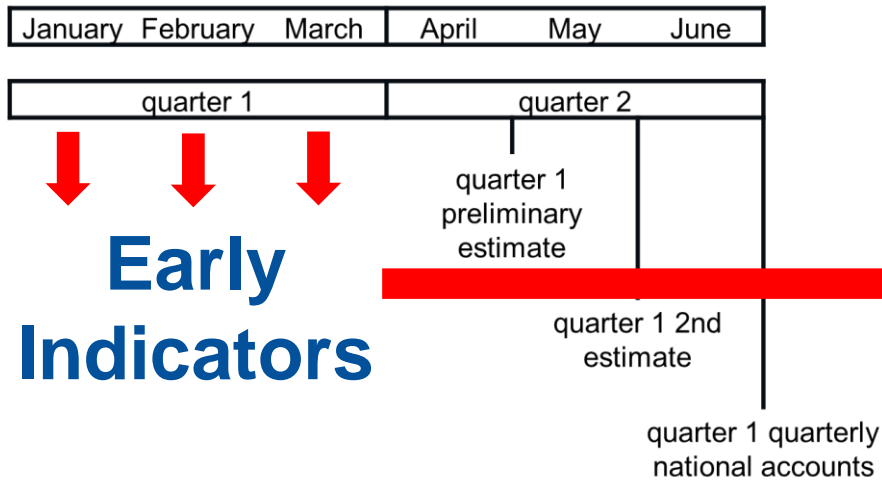 January February March April May June
quarter 1 quarter 2
quarter 1
preliminary
estimate
Early
Indicators
quarter 1 2nd
estimate
quarter 1 quarterly
national accounts